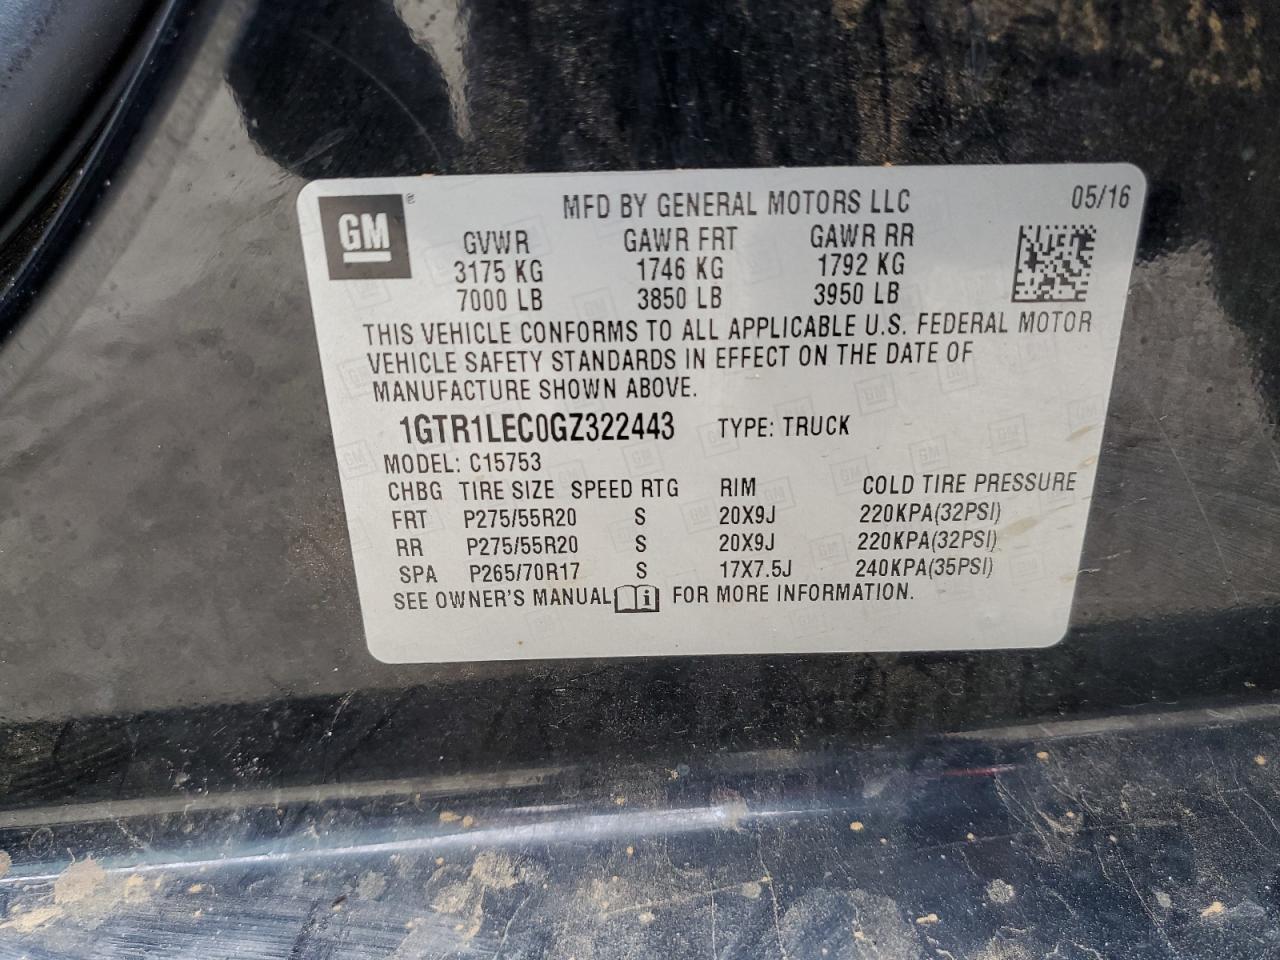 GM
®
MFD BY GENERAL MOTORS LLC 05/16
GVWR GAWR FRT GAWR RR
3175 KG 1746 KG 1792 KG
7000 LB 3850 LB 3950 LB
THIS VEHICLE CONFORMS TO ALL APPLICABLE U.S. FEDERAL MOTOR
VEHICLE SAFETY STANDARDS IN EFFECT ON THE DATE OF
MANUFACTURE SHOWN ABOVE.
1GTR1LEC0GZ322443 TYPE: TRUCK
MODEL: C15753
CHBG TIRE SIZE SPEED RTG RIM COLD TIRE PRESSURE
FRT P275/55R20 S 20X9J 220KPA(32PSI)
RR P275/55R20 S 20X9J 220KPA(32PSI)
SPA P265/70R17 S 17X7.5J 240KPA(35PSI)
SEE OWNER'S MANUAL FOR MORE INFORMATION.